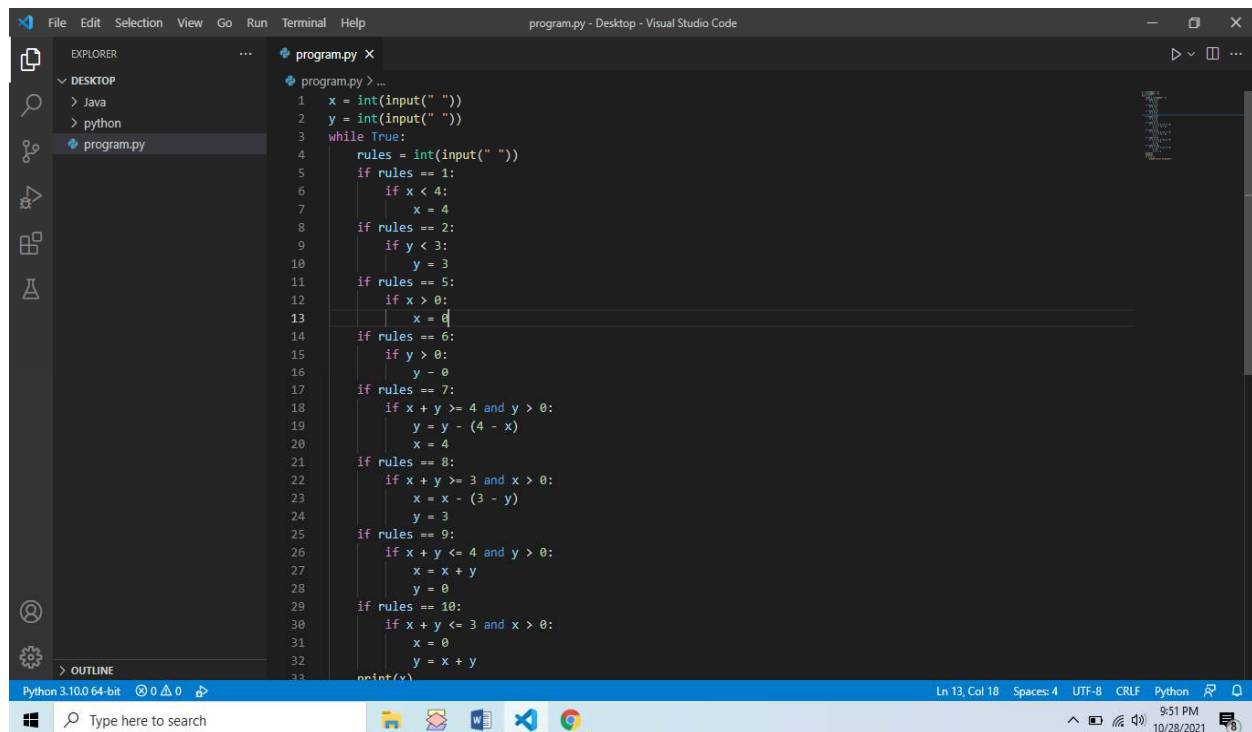 File Edit Selection View Go Run Terminal Help program.py - Desktop - Visual Studio Code
EXPLORER ... program.py
DESKTOP
Java
python
program.py
program.py > ...
1 x = int(input(" "))
2 y = int(input(" "))
3 while True:
4     rules = int(input(" "))
5     if rules == 1:
6         if x < 4:
7             x = 4
8     if rules == 2:
9         if y < 3:
10             y = 3
11     if rules == 5:
12         if x > 0:
13             x = 0
14     if rules == 6:
15         if y > 0:
16             y - 0
17     if rules == 7:
18         if x + y >= 4 and y > 0:
19             y = y - (4 - x)
20             x = 4
21     if rules == 8:
22         if x + y >= 3 and x > 0:
23             x = x - (3 - y)
24             y = 3
25     if rules == 9:
26         if x + y <= 4 and y > 0:
27             x = x + y
28             y = 0
29     if rules == 10:
30         if x + y <= 3 and x > 0:
31             x = 0
32             y = x + y
33     print(x)
OUTLINE
Python 3.10.0 64-bit 0 0 Ln 13, Col 18 Spaces: 4 UTF-8 CRLF Python
Type here to search
9:51 PM
10/28/2021
8